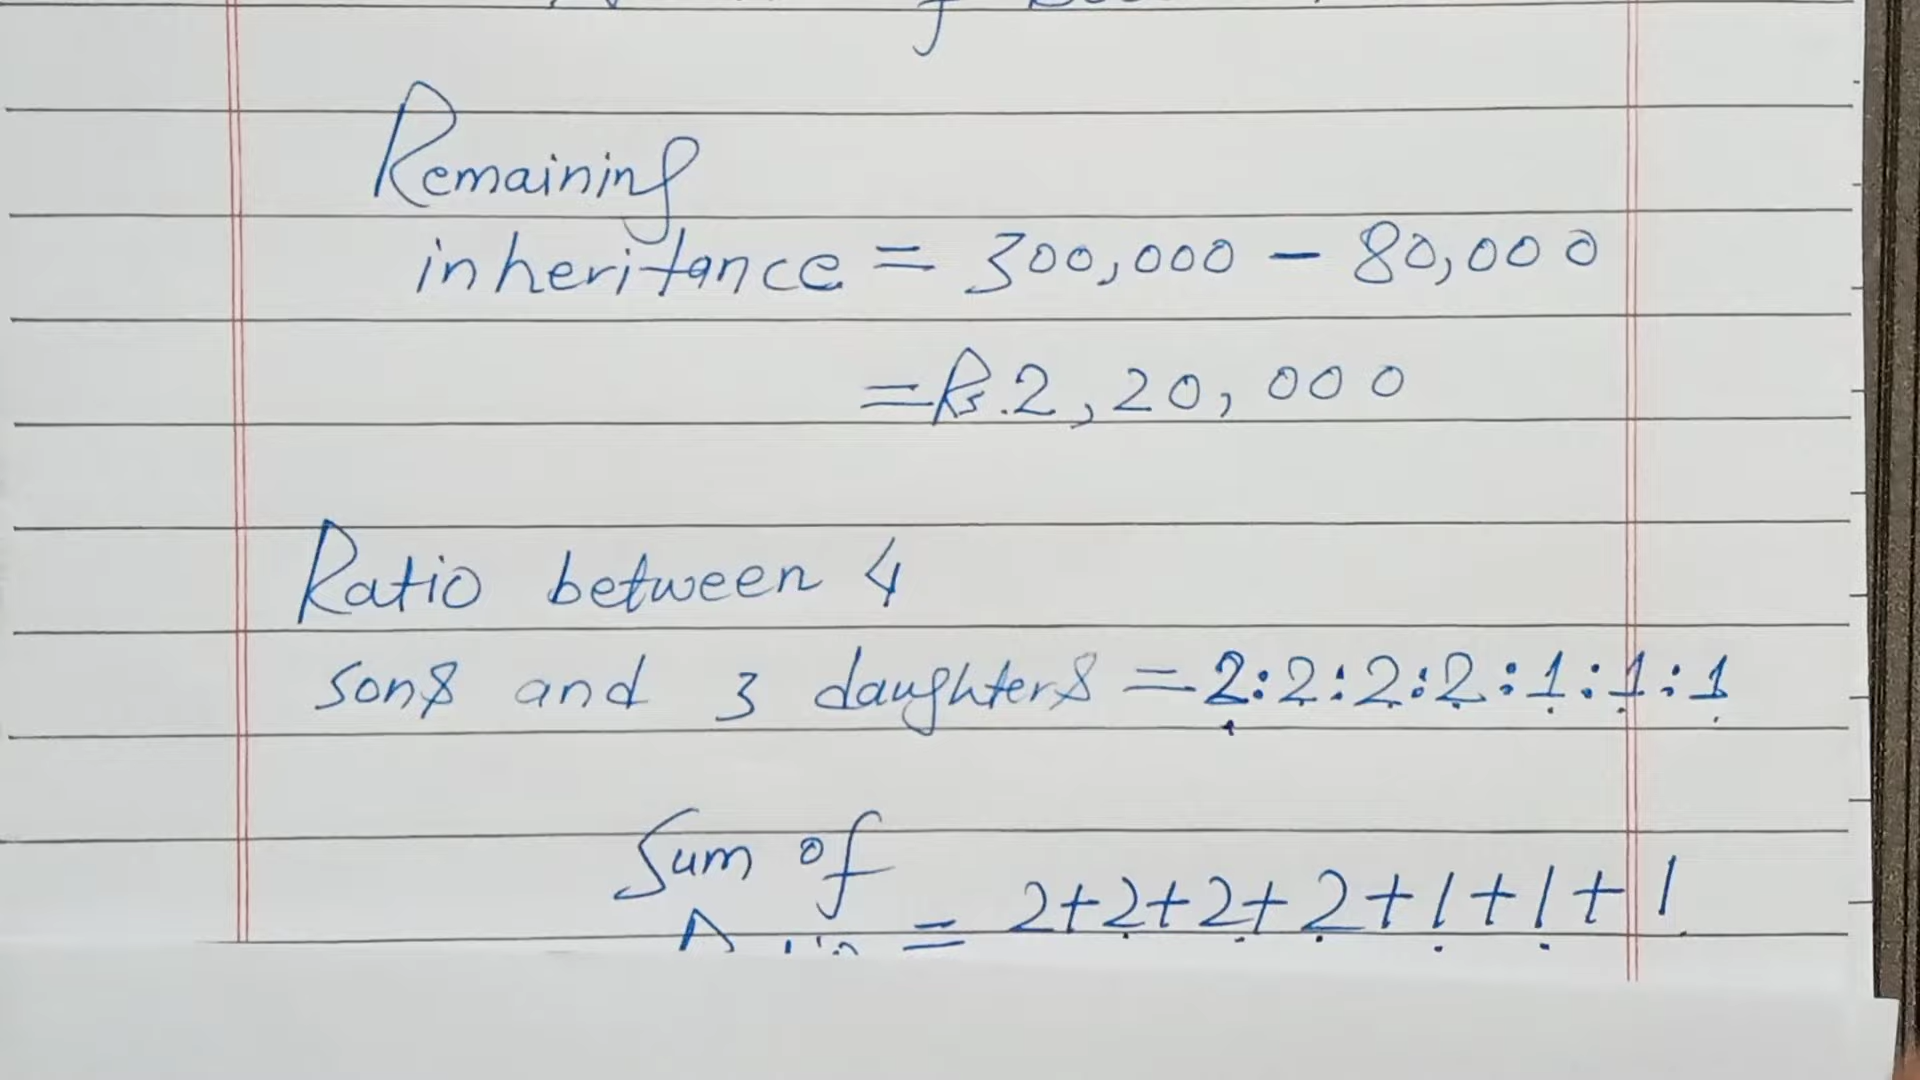 Remaining
inheritance = 300,000 - 80,000
= Rs. 2,20,000
Ratio between 4
sons and 3 daughters = 2:2:2:2:1:1:1
Sum of
= 2+2+2+2+1+1+1